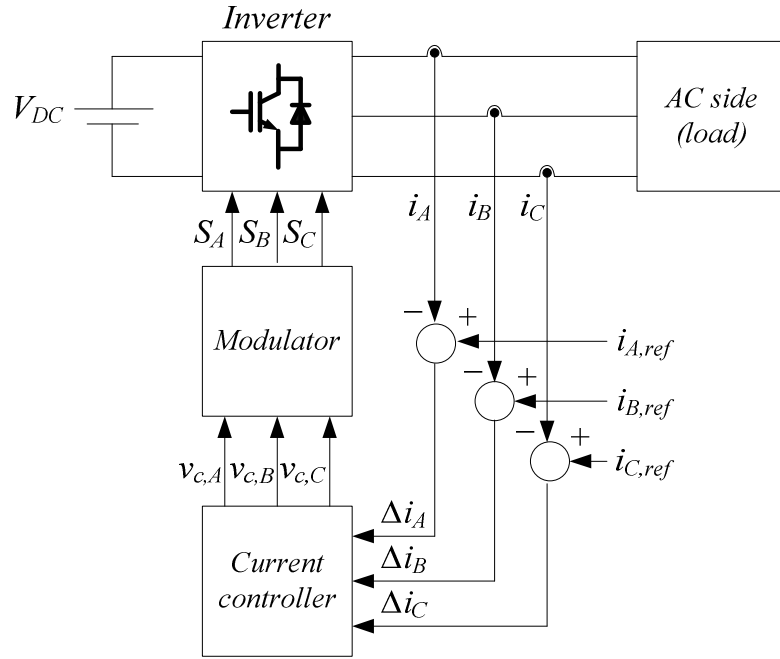 Inverter
V_DC
AC side
(load)
i_A i_B i_C
S_A S_B S_C
− +
Modulator
i_A,ref
− +
i_B,ref
− +
i_C,ref
v_c,A v_c,B v_c,C
Δi_A
Δi_B
Δi_C
Current
controller